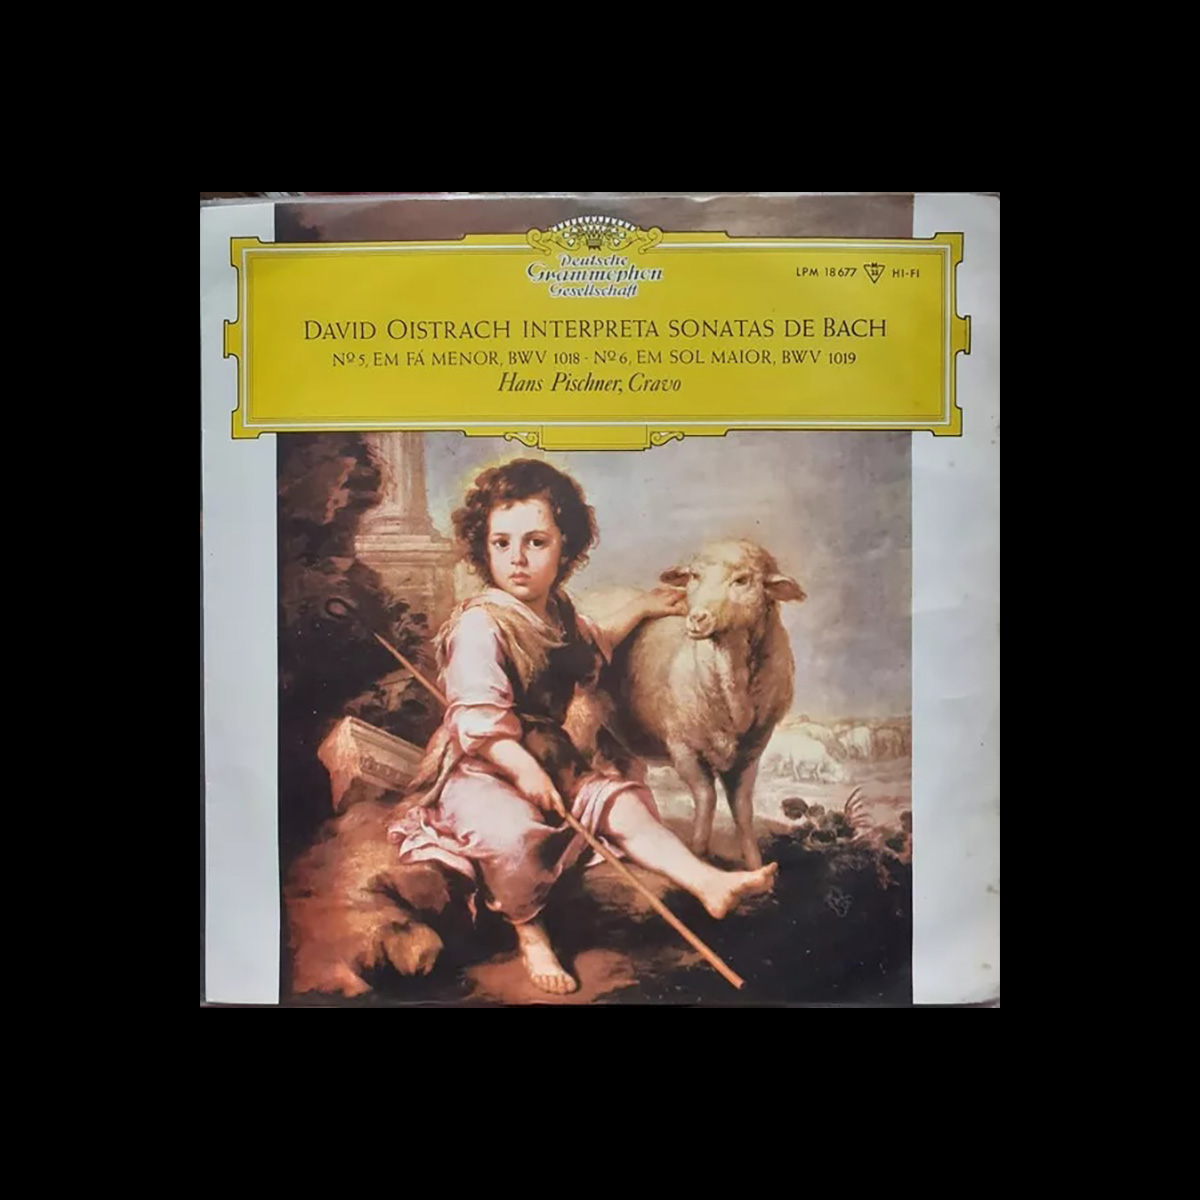 Deutsche
Grammophon
Gesellschaft
LPM 18 677 HI-FI
DAVID OISTRACH INTERPRETA SONATAS DE BACH
Nº 5, EM FÁ MENOR, BWV 1018 - Nº 6, EM SOL MAIOR, BWV 1019
Hans Pischner, Cravo